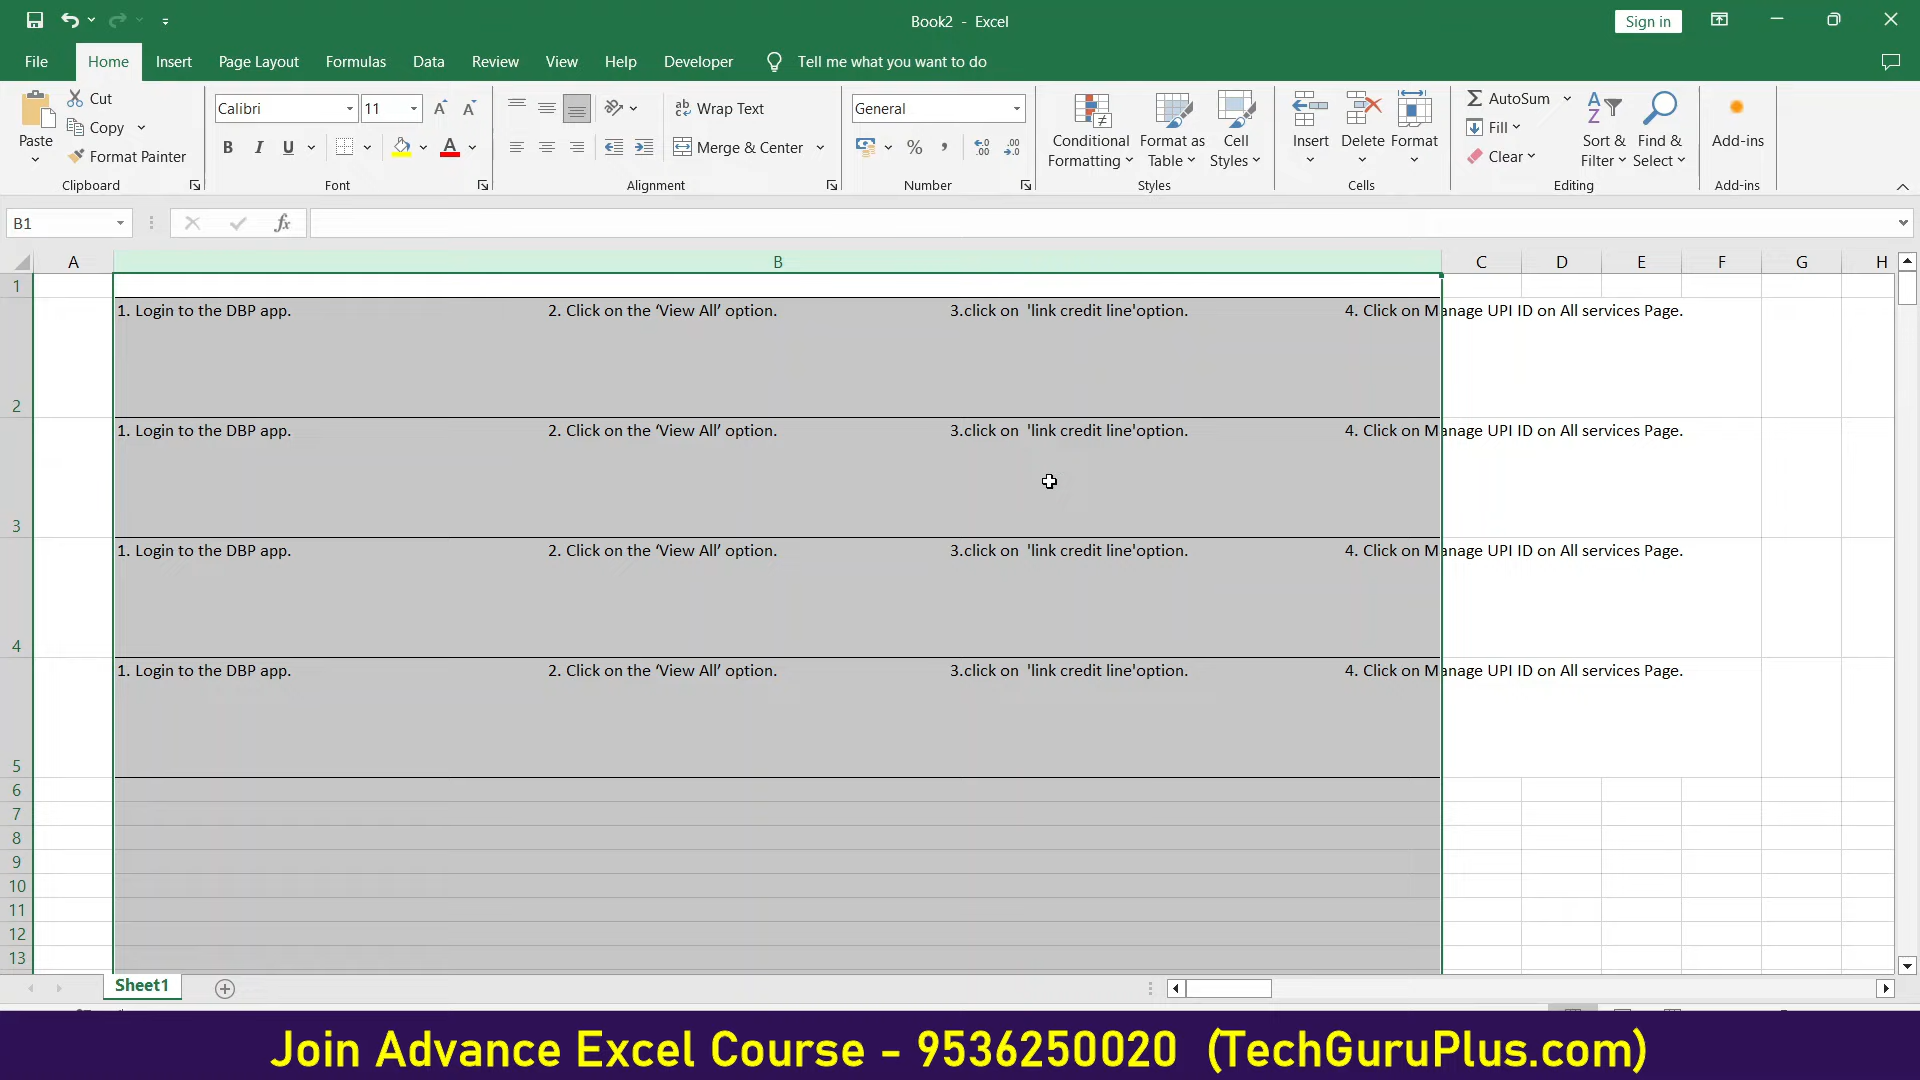 Book2 - Excel
Sign in
File Home Insert Page Layout Formulas Data Review View Help Developer Tell me what you want to do
Cut
Copy
Format Painter
Paste
Clipboard
Calibri 11
B I U
Font
Wrap Text
Merge & Center
Alignment
General
Number
Conditional Formatting
Format as Table
Cell Styles
Styles
Insert Delete Format
Cells
AutoSum
Fill
Clear
Sort & Filter
Find & Select
Editing
Add-ins
Add-ins
B1 fx
A B C D E F G H
1
2 1. Login to the DBP app. 2. Click on the ‘View All’ option. 3.click on 'link credit line'option. 4. Click on Manage UPI ID on All services Page.
3 1. Login to the DBP app. 2. Click on the ‘View All’ option. 3.click on 'link credit line'option. 4. Click on Manage UPI ID on All services Page.
4 1. Login to the DBP app. 2. Click on the ‘View All’ option. 3.click on 'link credit line'option. 4. Click on Manage UPI ID on All services Page.
5 1. Login to the DBP app. 2. Click on the ‘View All’ option. 3.click on 'link credit line'option. 4. Click on Manage UPI ID on All services Page.
6
7
8
9
10
11
12
13
Sheet1
Join Advance Excel Course - 9536250020 (TechGuruPlus.com)